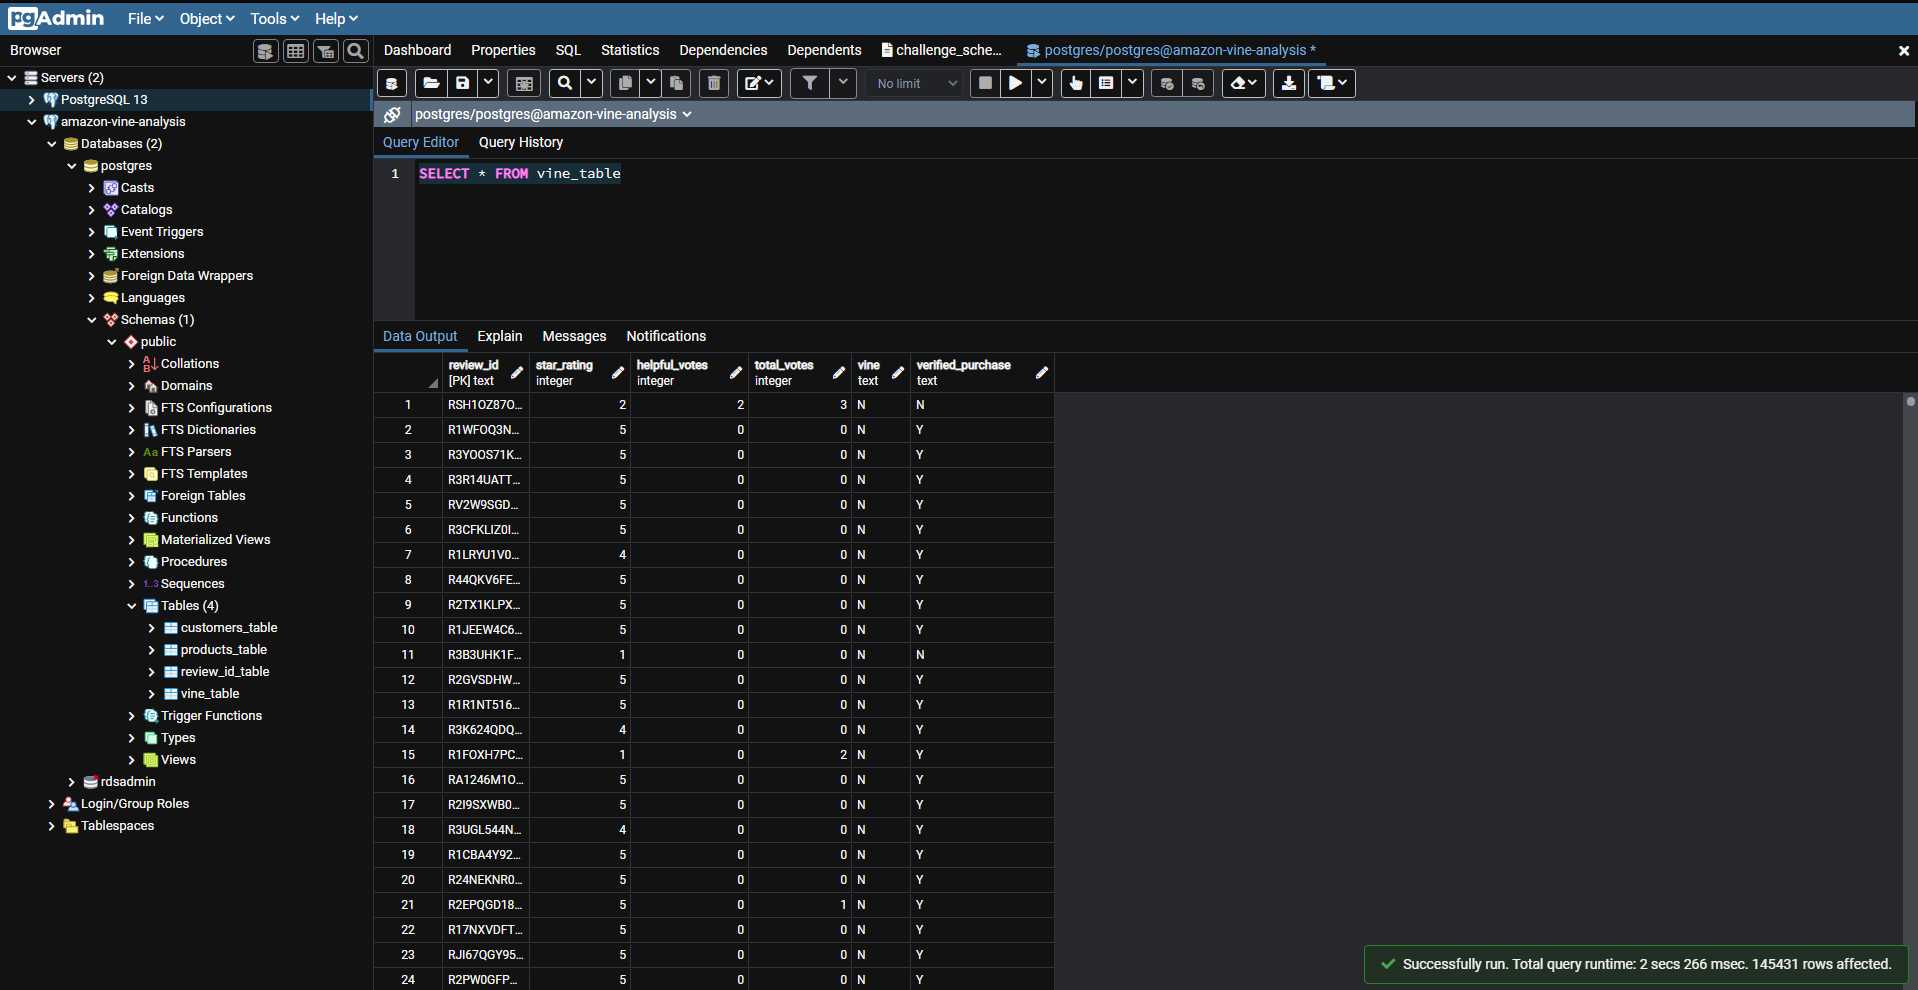 pgAdmin File Object Tools Help
Browser
Dashboard Properties SQL Statistics Dependencies Dependents challenge_sche... postgres/postgres@amazon-vine-analysis *
No limit
postgres/postgres@amazon-vine-analysis
Query Editor Query History
1 SELECT * FROM vine_table
Servers (2)
PostgreSQL 13
amazon-vine-analysis
Databases (2)
postgres
Casts
Catalogs
Event Triggers
Extensions
Foreign Data Wrappers
Languages
Schemas (1)
public
Collations
Domains
FTS Configurations
FTS Dictionaries
Aa FTS Parsers
FTS Templates
Foreign Tables
Functions
Materialized Views
Procedures
1..3 Sequences
Tables (4)
customers_table
products_table
review_id_table
vine_table
Trigger Functions
Types
Views
rdsadmin
Login/Group Roles
Tablespaces
Data Output Explain Messages Notifications
review_id star_rating helpful_votes total_votes vine verified_purchase
[PK] text integer integer integer text text
1 RSH1OZ87O... 2 2 3 N N
2 R1WFOQ3N... 5 0 0 N Y
3 R3YOOS71K... 5 0 0 N Y
4 R3R14UATT... 5 0 0 N Y
5 RV2W9SGD... 5 0 0 N Y
6 R3CFKLIZ0I... 5 0 0 N Y
7 R1LRYU1V0... 4 0 0 N Y
8 R44QKV6FE... 5 0 0 N Y
9 R2TX1KLPX... 5 0 0 N Y
10 R1JEEW4C6... 5 0 0 N Y
11 R3B3UHK1F... 1 0 0 N N
12 R2GVSDHW... 5 0 0 N Y
13 R1R1NT516... 5 0 0 N Y
14 R3K624QDQ... 4 0 0 N Y
15 R1FOXH7PC... 1 0 2 N Y
16 RA1246M1O... 5 0 0 N Y
17 R2I9SXWB0... 5 0 0 N Y
18 R3UGL544N... 4 0 0 N Y
19 R1CBA4Y92... 5 0 0 N Y
20 R24NEKNR0... 5 0 0 N Y
21 R2EPQGD18... 5 0 1 N Y
22 R17NXVDFT... 5 0 0 N Y
23 RJI67QGY95... 5 0 0 N Y
24 R2PW0GFP... 5 0 0 N Y
Successfully run. Total query runtime: 2 secs 266 msec. 145431 rows affected.